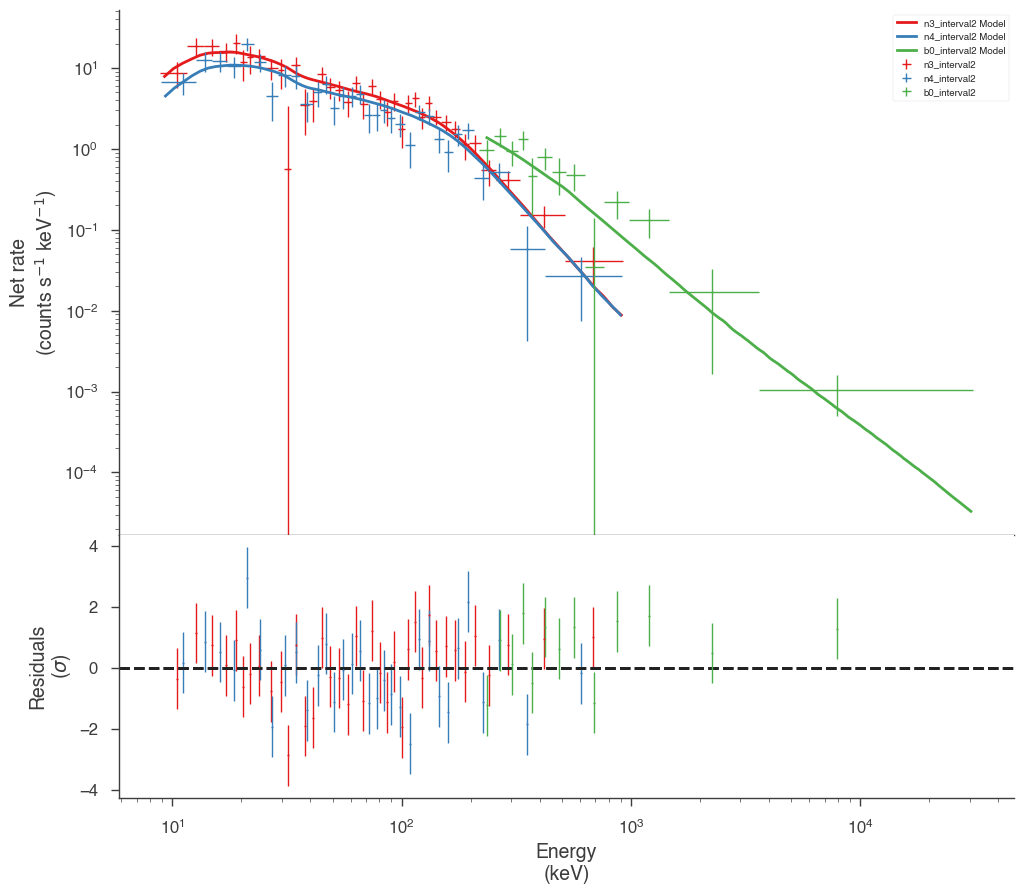 n3_interval2 Model
n4_interval2 Model
b0_interval2 Model
n3_interval2
n4_interval2
b0_interval2
Net rate
(counts s⁻¹ keV⁻¹)
10¹
10⁰
10⁻¹
10⁻²
10⁻³
10⁻⁴
Residuals
(σ)
4
2
0
−2
−4
10¹ 10² 10³ 10⁴
Energy
(keV)